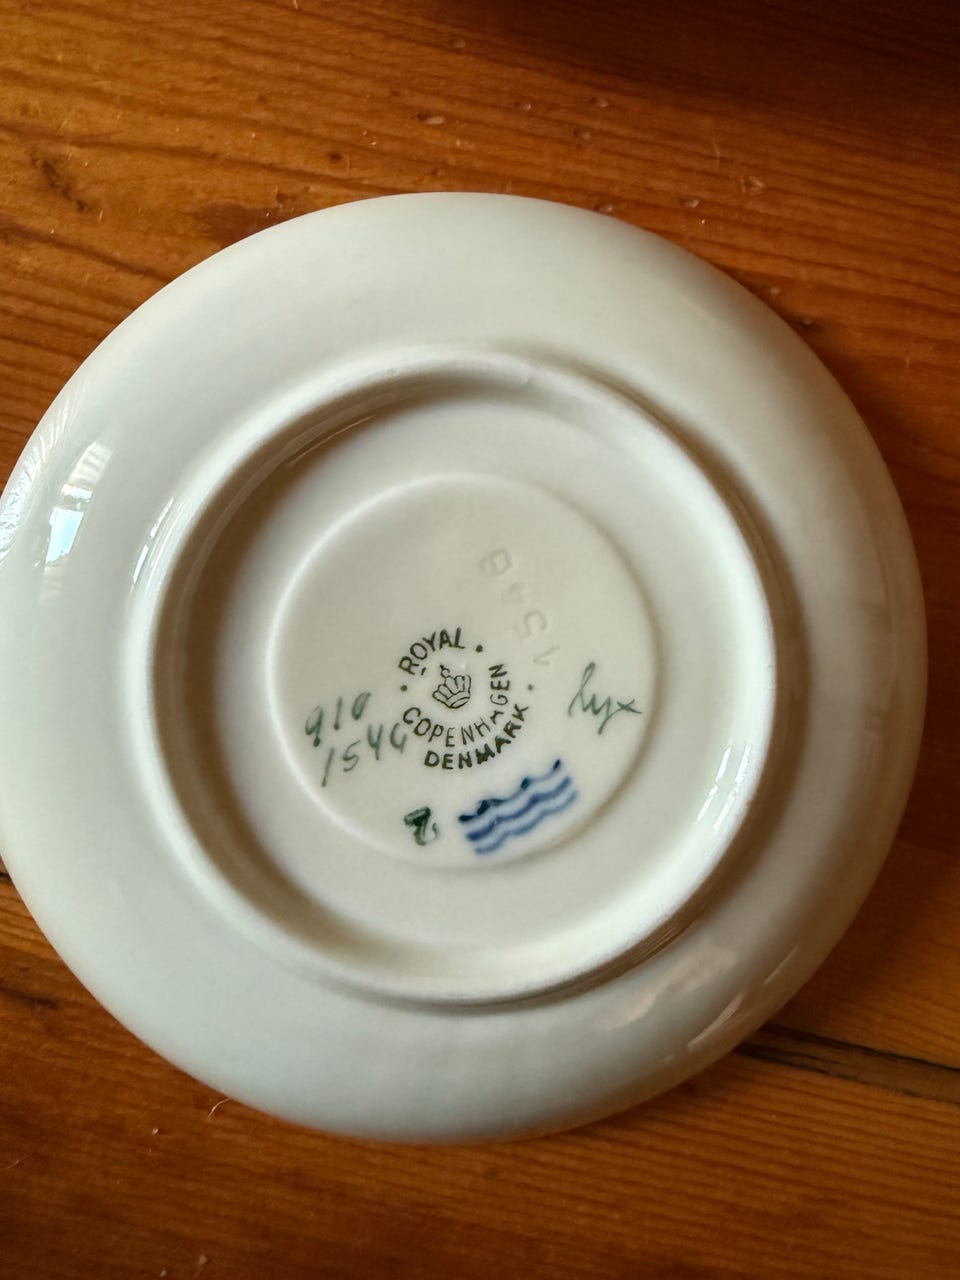 ROYAL
COPENHAGEN
DENMARK
910
1546
1548